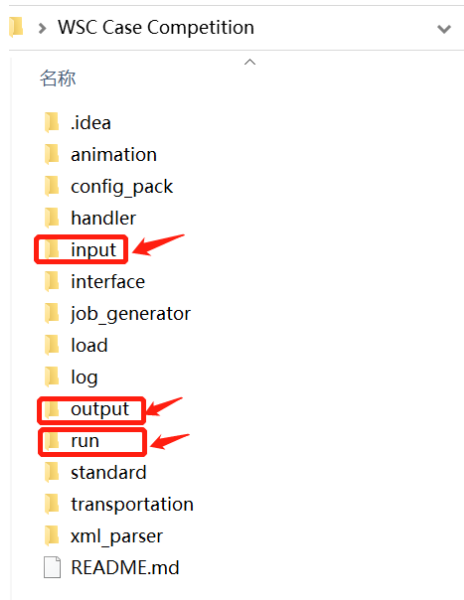 WSC Case Competition
名称
.idea
animation
config_pack
handler
input
interface
job_generator
load
log
output
run
standard
transportation
xml_parser
README.md